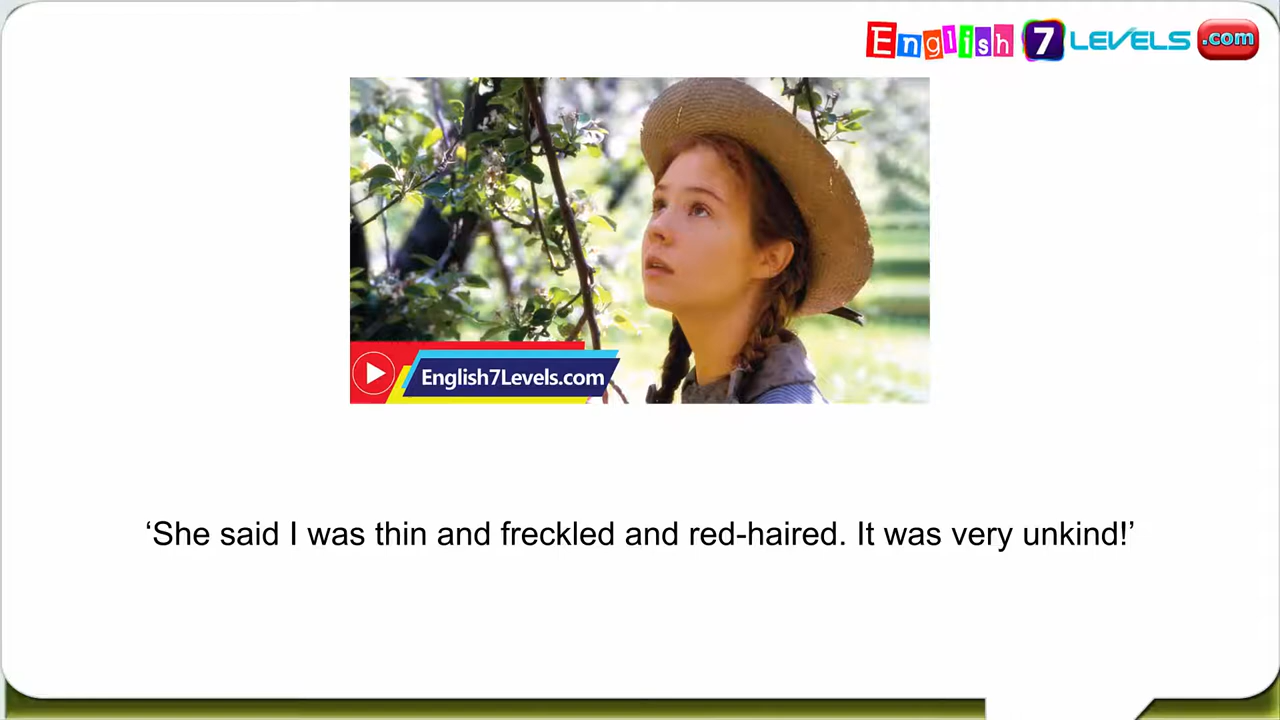 English 7 LEVELS .com
English7Levels.com
‘She said I was thin and freckled and red-haired. It was very unkind!’